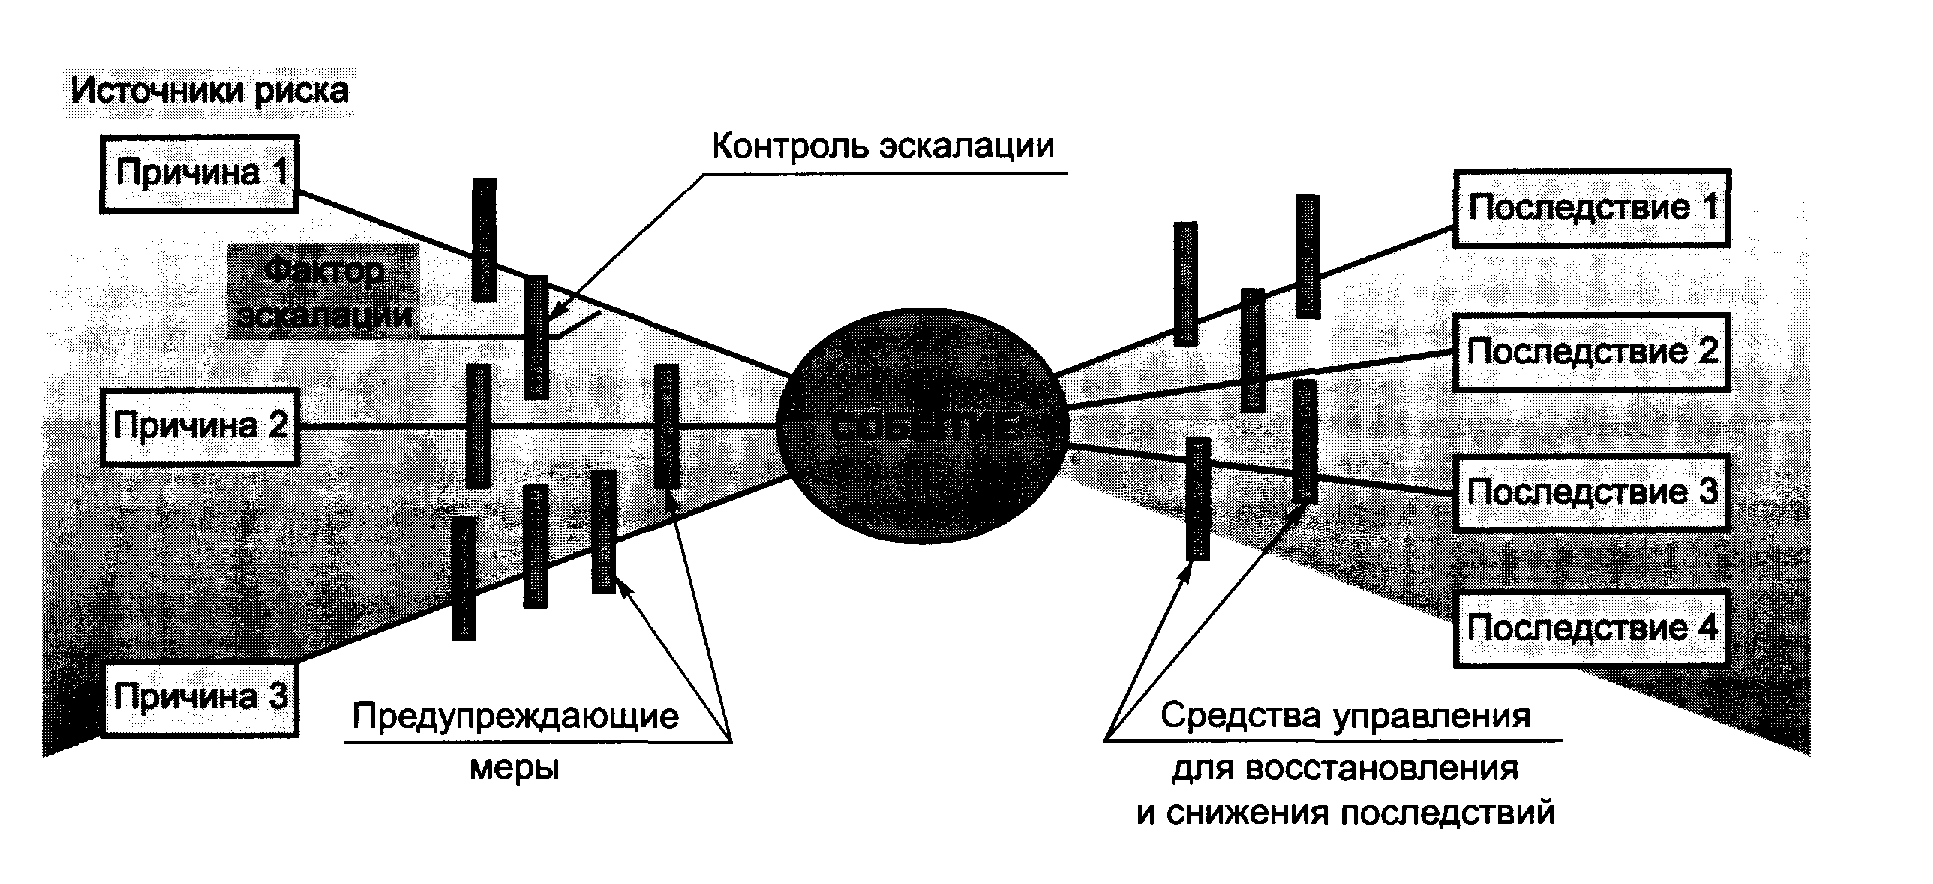 Источники риска
Причина 1
Контроль эскалации
Фактор
эскалации
Причина 2
Причина 3
Предупреждающие
меры
СОБЫТИЕ
Последствие 1
Последствие 2
Последствие 3
Последствие 4
Средства управления
для восстановления
и снижения последствий